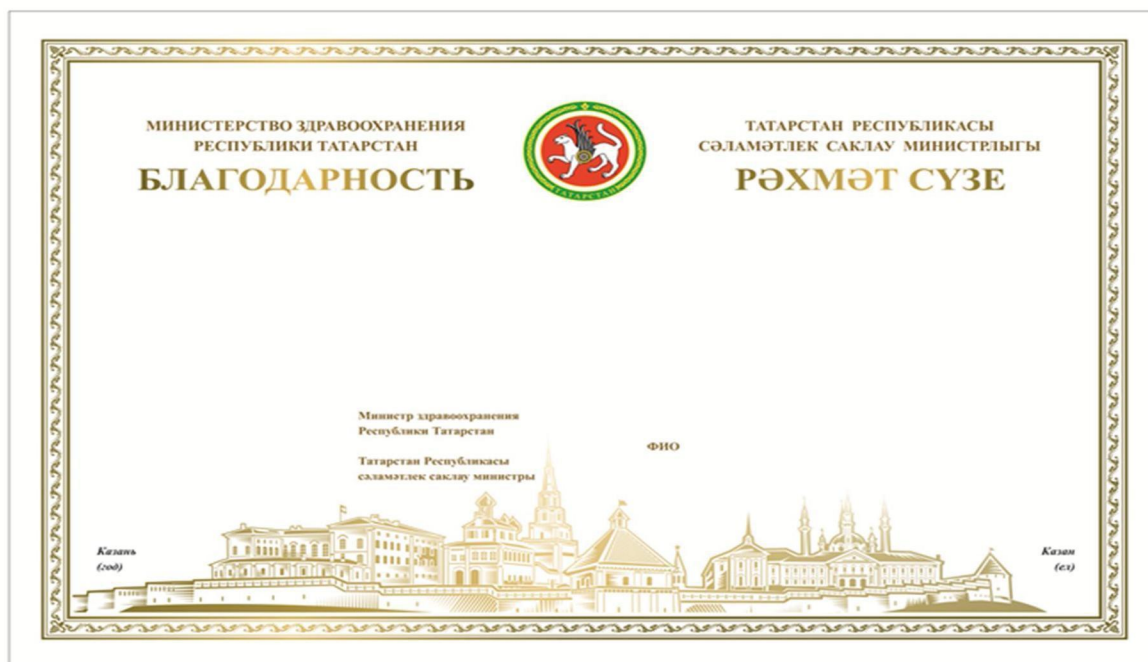 МИНИСТЕРСТВО ЗДРАВООХРАНЕНИЯ
РЕСПУБЛИКИ ТАТАРСТАН
БЛАГОДАРНОСТЬ
ТАТАРСТАН
ТАТАРСТАН РЕСПУБЛИКАСЫ
СӘЛАМӘТЛЕК САКЛАУ МИНИСТРЛЫГЫ
РӘХМӘТ СҮЗЕ
Министр здравоохранения
Республики Татарстан
Татарстан Республикасы
сәламәтлек саклау министры
ФИО
Казань
(год)
Казан
(ел)